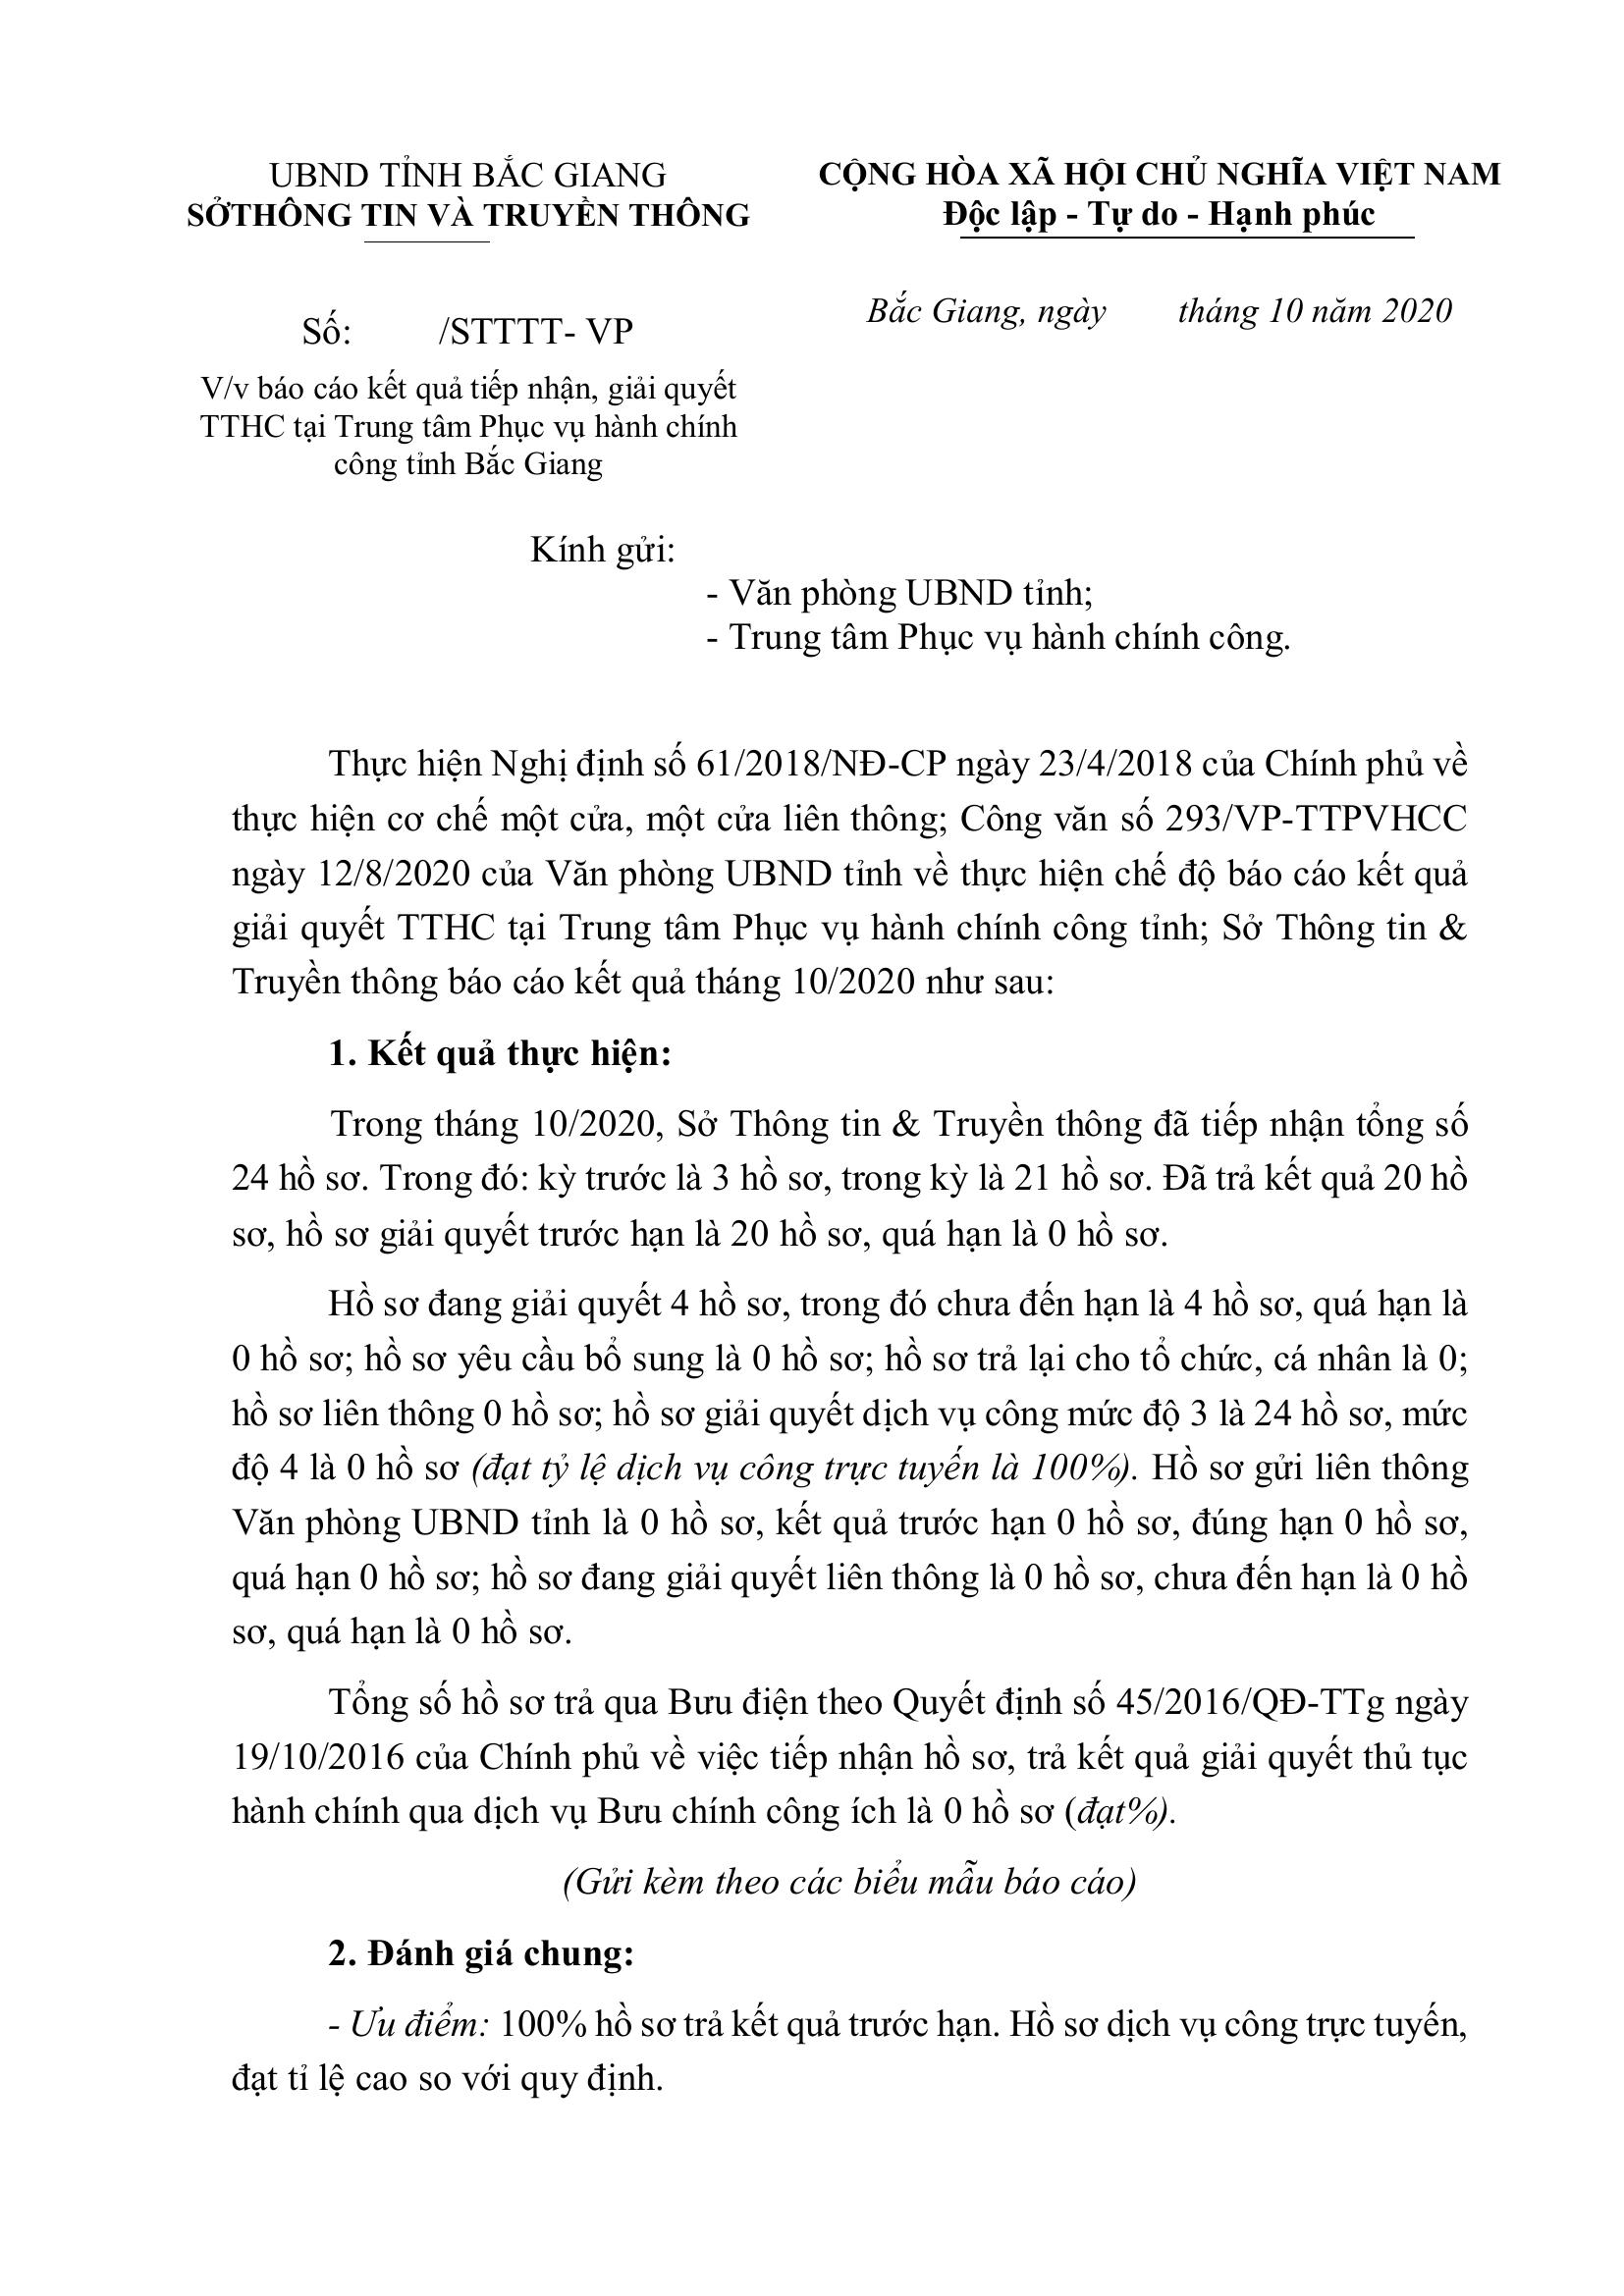 UBND TỈNH BẮC GIANG
SỞTHÔNG TIN VÀ TRUYỀN THÔNG
CỘNG HÒA XÃ HỘI CHỦ NGHĨA VIỆT NAM
Độc lập - Tự do - Hạnh phúc
Số: /STTTT- VP
V/v báo cáo kết quả tiếp nhận, giải quyết
TTHC tại Trung tâm Phục vụ hành chính
công tỉnh Bắc Giang
Bắc Giang, ngày tháng 10 năm 2020
Kính gửi:
- Văn phòng UBND tỉnh;
- Trung tâm Phục vụ hành chính công.
Thực hiện Nghị định số 61/2018/NĐ-CP ngày 23/4/2018 của Chính phủ về
thực hiện cơ chế một cửa, một cửa liên thông; Công văn số 293/VP-TTPVHCC
ngày 12/8/2020 của Văn phòng UBND tỉnh về thực hiện chế độ báo cáo kết quả
giải quyết TTHC tại Trung tâm Phục vụ hành chính công tỉnh; Sở Thông tin &
Truyền thông báo cáo kết quả tháng 10/2020 như sau:
1. Kết quả thực hiện:
Trong tháng 10/2020, Sở Thông tin & Truyền thông đã tiếp nhận tổng số
24 hồ sơ. Trong đó: kỳ trước là 3 hồ sơ, trong kỳ là 21 hồ sơ. Đã trả kết quả 20 hồ
sơ, hồ sơ giải quyết trước hạn là 20 hồ sơ, quá hạn là 0 hồ sơ.
Hồ sơ đang giải quyết 4 hồ sơ, trong đó chưa đến hạn là 4 hồ sơ, quá hạn là
0 hồ sơ; hồ sơ yêu cầu bổ sung là 0 hồ sơ; hồ sơ trả lại cho tổ chức, cá nhân là 0;
hồ sơ liên thông 0 hồ sơ; hồ sơ giải quyết dịch vụ công mức độ 3 là 24 hồ sơ, mức
độ 4 là 0 hồ sơ (đạt tỷ lệ dịch vụ công trực tuyến là 100%). Hồ sơ gửi liên thông
Văn phòng UBND tỉnh là 0 hồ sơ, kết quả trước hạn 0 hồ sơ, đúng hạn 0 hồ sơ,
quá hạn 0 hồ sơ; hồ sơ đang giải quyết liên thông là 0 hồ sơ, chưa đến hạn là 0 hồ
sơ, quá hạn là 0 hồ sơ.
Tổng số hồ sơ trả qua Bưu điện theo Quyết định số 45/2016/QĐ-TTg ngày
19/10/2016 của Chính phủ về việc tiếp nhận hồ sơ, trả kết quả giải quyết thủ tục
hành chính qua dịch vụ Bưu chính công ích là 0 hồ sơ (đạt%).
(Gửi kèm theo các biểu mẫu báo cáo)
2. Đánh giá chung:
- Ưu điểm: 100% hồ sơ trả kết quả trước hạn. Hồ sơ dịch vụ công trực tuyến,
đạt tỉ lệ cao so với quy định.